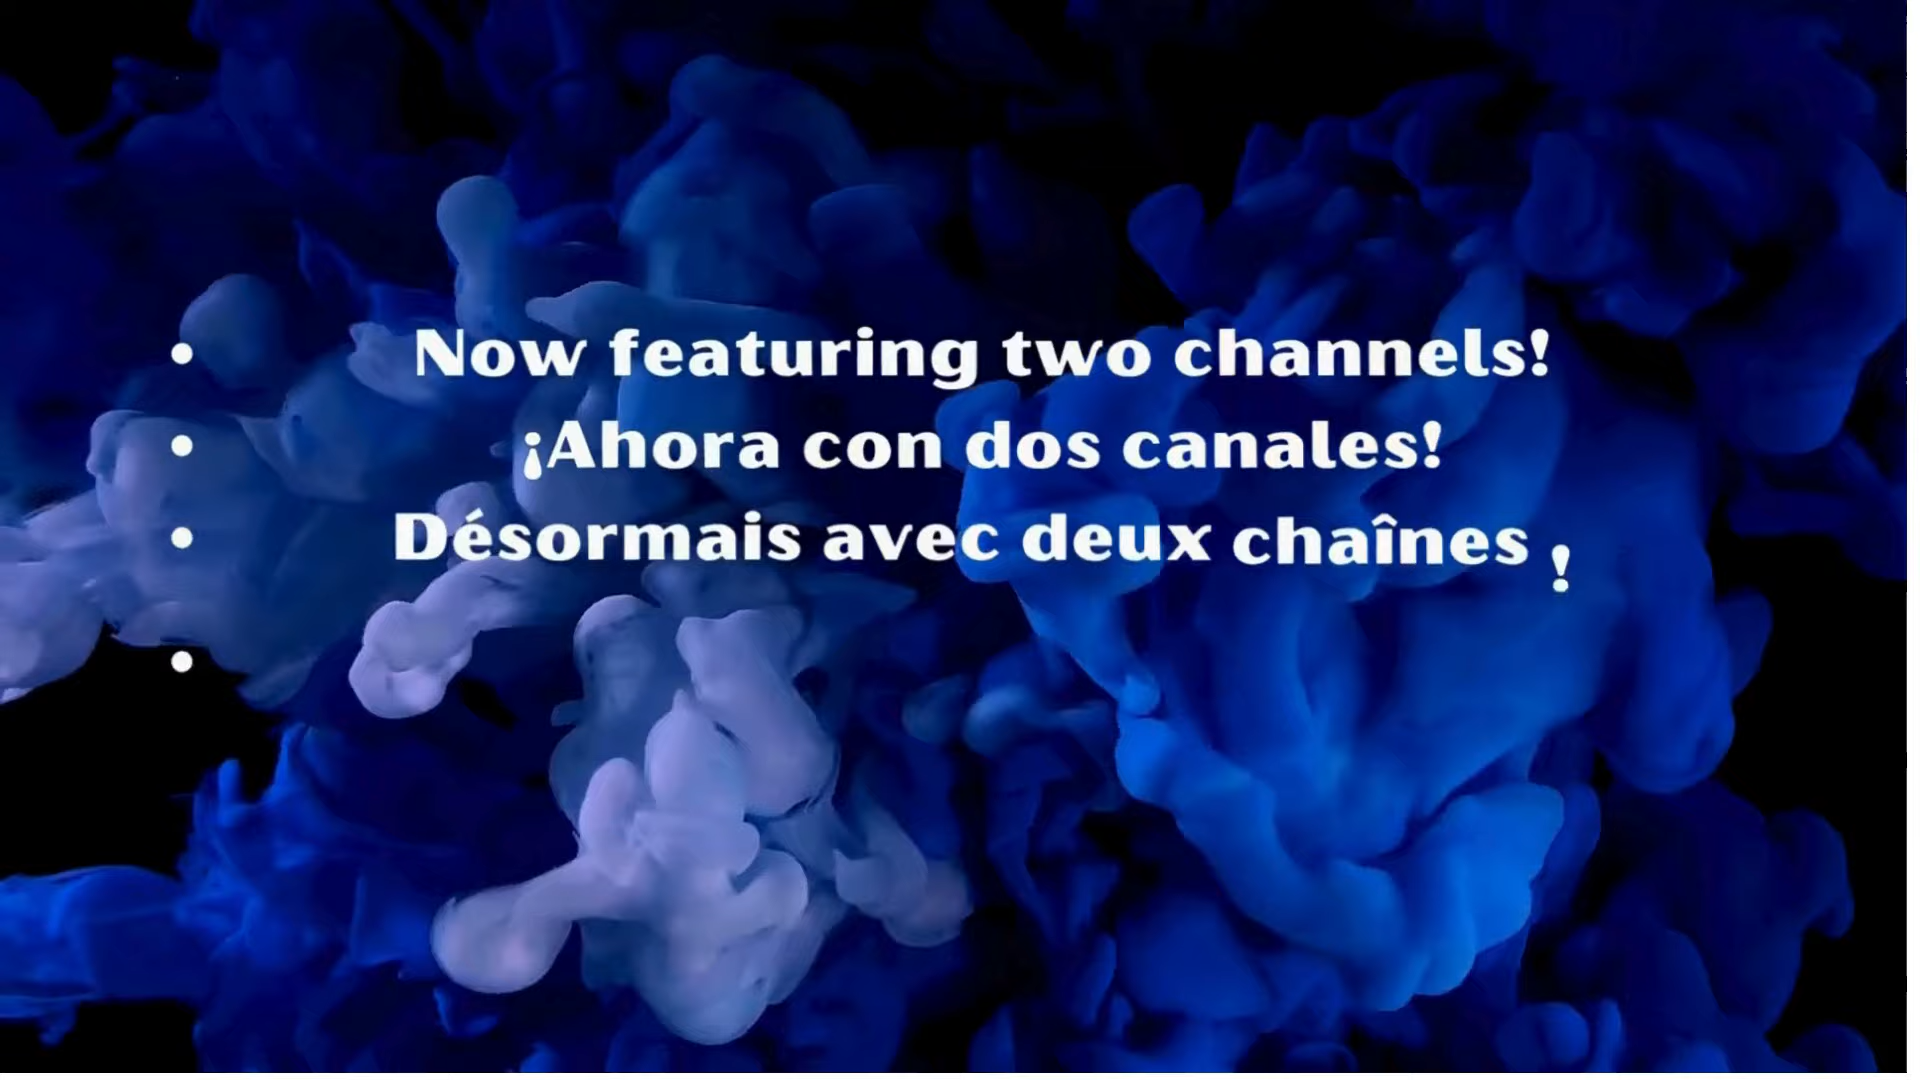 • Now featuring two channels!
• ¡Ahora con dos canales!
• Désormais avec deux chaînes !
•